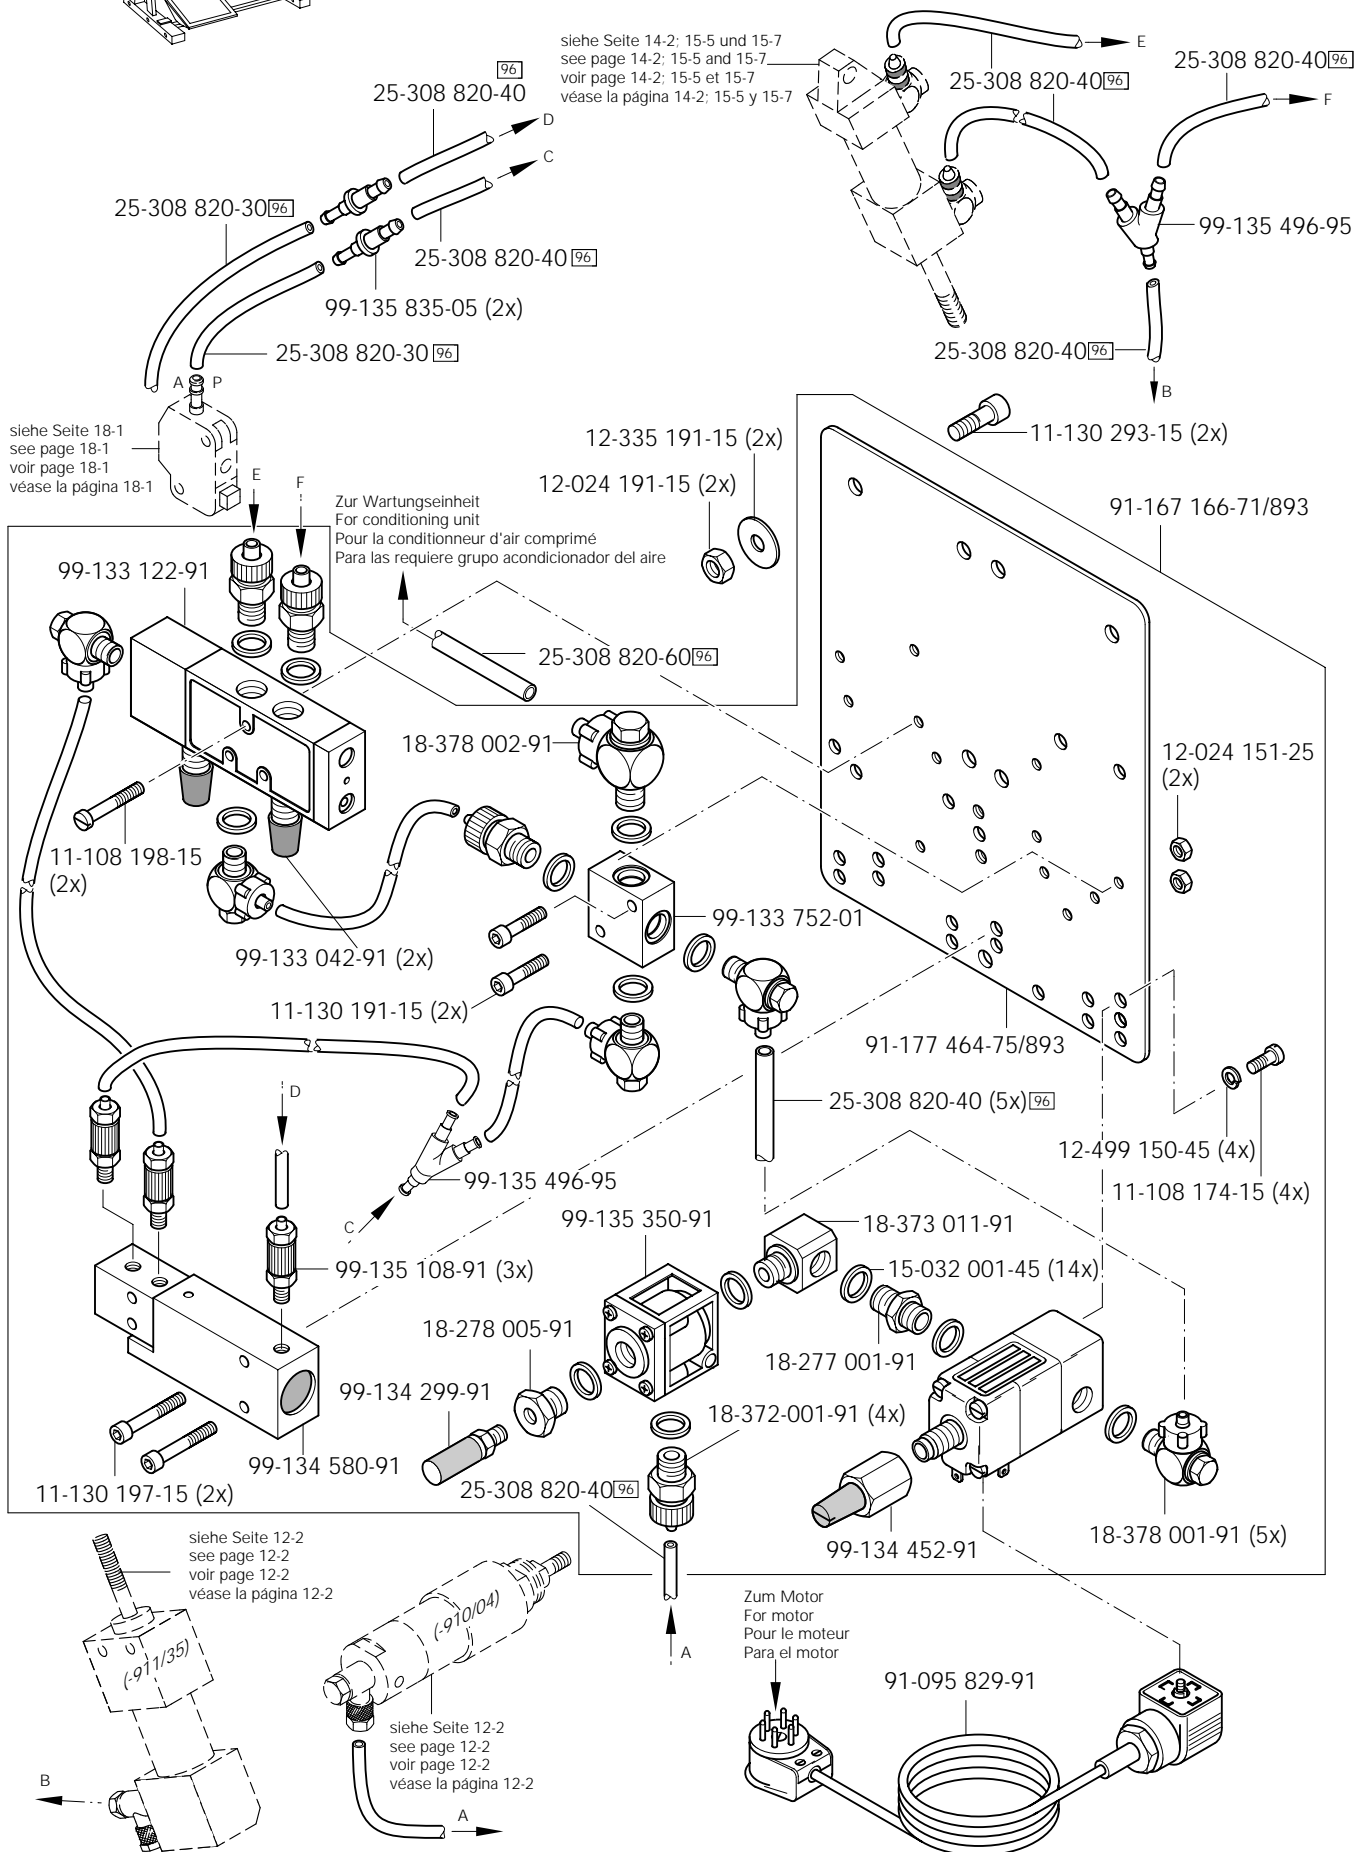 siehe Seite 14-2; 15-5 und 15-7
see page 14-2; 15-5 and 15-7
voir page 14-2; 15-5 et 15-7
véase la página 14-2; 15-5 y 15-7
E
25-308 820-40 96
25-308 820-40 96
F
96
25-308 820-40
D
C
25-308 820-30 96
25-308 820-40 96
99-135 835-05 (2x)
25-308 820-30 96
A P
99-135 496-95
25-308 820-40 96
B
siehe Seite 18-1
see page 18-1
voir page 18-1
véase la página 18-1
E
F
Zur Wartungseinheit
For conditioning unit
Pour la conditionneur d'air comprimé
Para las requiere grupo acondicionador del aire
12-335 191-15 (2x)
12-024 191-15 (2x)
11-130 293-15 (2x)
91-167 166-71/893
99-133 122-91
25-308 820-60 96
18-378 002-91
12-024 151-25
(2x)
11-108 198-15
(2x)
99-133 752-01
99-133 042-91 (2x)
11-130 191-15 (2x)
91-177 464-75/893
D
25-308 820-40 (5x) 96
12-499 150-45 (4x)
11-108 174-15 (4x)
99-135 496-95
C
99-135 350-91
18-373 011-91
99-135 108-91 (3x)
15-032 001-45 (14x)
18-278 005-91
18-277 001-91
99-134 299-91
18-372-001-91 (4x)
99-134 580-91
11-130 197-15 (2x)
25-308 820-40 96
99-134 452-91
18-378 001-91 (5x)
siehe Seite 12-2
see page 12-2
voir page 12-2
véase la página 12-2
(-911/35)
(-910/04)
A
Zum Motor
For motor
Pour le moteur
Para el motor
91-095 829-91
siehe Seite 12-2
see page 12-2
voir page 12-2
véase la página 12-2
B
A